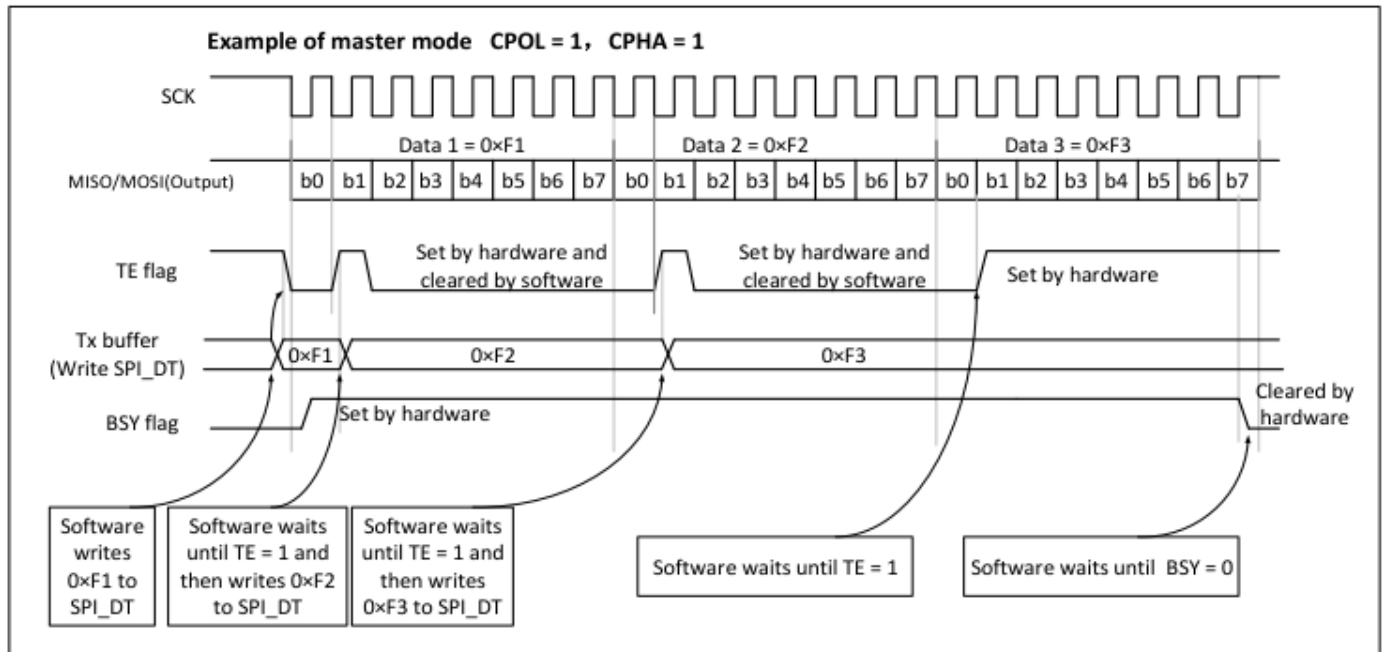 Example of master mode CPOL = 1， CPHA = 1
SCK
Data 1 = 0×F1
Data 2 = 0×F2
Data 3 = 0×F3
MISO/MOSI(Output)
b0 b1 b2 b3 b4 b5 b6 b7 b0 b1 b2 b3 b4 b5 b6 b7 b0 b1 b2 b3 b4 b5 b6 b7
TE flag
Set by hardware and
cleared by software
Set by hardware and
cleared by software
Set by hardware
Tx buffer
(Write SPI_DT)
0×F1
0×F2
0×F3
BSY flag
Set by hardware
Cleared by
hardware
Software
writes
0×F1 to
SPI_DT
Software waits
until TE = 1 and
then writes 0×F2
to SPI_DT
Software waits
until TE = 1 and
then writes
0×F3 to SPI_DT
Software waits until TE = 1
Software waits until BSY = 0